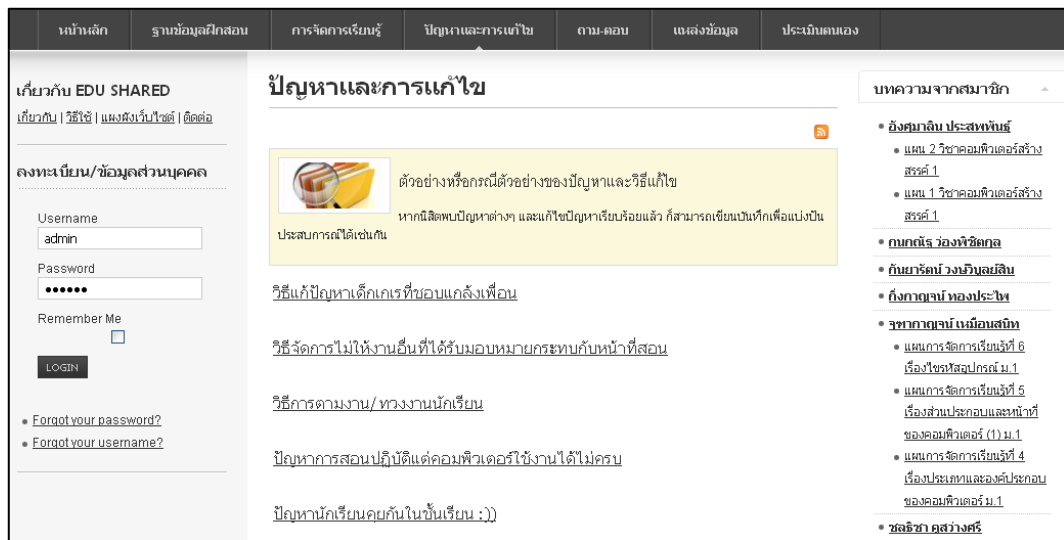 หน้าหลัก ฐานข้อมูลฝึกสอน การจัดการเรียนรู้ ปัญหาและการแก้ไข ถาม-ตอบ แหล่งข้อมูล ประเมินตนเอง
เกี่ยวกับ EDU SHARED
เกี่ยวกับ | วิธีใช้ | แผงผังเว็บไซต์ | ติดต่อ
ลงทะเบียน/ข้อมูลส่วนบุคคล
Username
admin
Password
Remember Me
LOGIN
Forgot your password?
Forgot your username?
ปัญหาและการแก้ไข
ตัวอย่างหรือกรณีตัวอย่างของปัญหาและวิธีแก้ไข
หากนิสิตพบปัญหาต่างๆ และแก้ไขปัญหาเรียบร้อยแล้ว ก็สามารถเขียนบันทึกเพื่อแบ่งปัน
ประสบการณ์ได้เช่นกัน
วิธีแก้ปัญหาเด็กเกเรที่ชอบแกล้งเพื่อน
วิธีจัดการไม่ให้งานอื่นที่ได้รับมอบหมายกระทบกับหน้าที่สอน
วิธีการตามงาน/ทวงงานนักเรียน
ปัญหาการสอนปฏิบัติแต่คอมพิวเตอร์ใช้งานได้ไม่ครบ
ปัญหานักเรียนคุยกันในชั้นเรียน :))
บทความจากสมาชิก
อังศุมาลิน ประสพพันธุ์
แผน 2 วิชาคอมพิวเตอร์สร้าง
สรรค์ 1
แผน 1 วิชาคอมพิวเตอร์สร้าง
สรรค์ 1
กนกณัฐ ว่องพิชิตกุล
กันยารัตน์ วงษ์วิบูลย์สิน
กิ่งกาญจน์ ทองประไพ
จุฑากาญจน์ เหมือนสนิท
แผนการจัดการเรียนรู้ที่ 6
เรื่องไขรหัสอุปกรณ์ ม.1
แผนการจัดการเรียนรู้ที่ 5
เรื่องส่วนประกอบและหน้าที่
ของคอมพิวเตอร์ (1) ม.1
แผนการจัดการเรียนรู้ที่ 4
เรื่องประเภทและองค์ประกอบ
ของคอมพิวเตอร์ ม.1
ชลธิชา ดูสว่างศรี